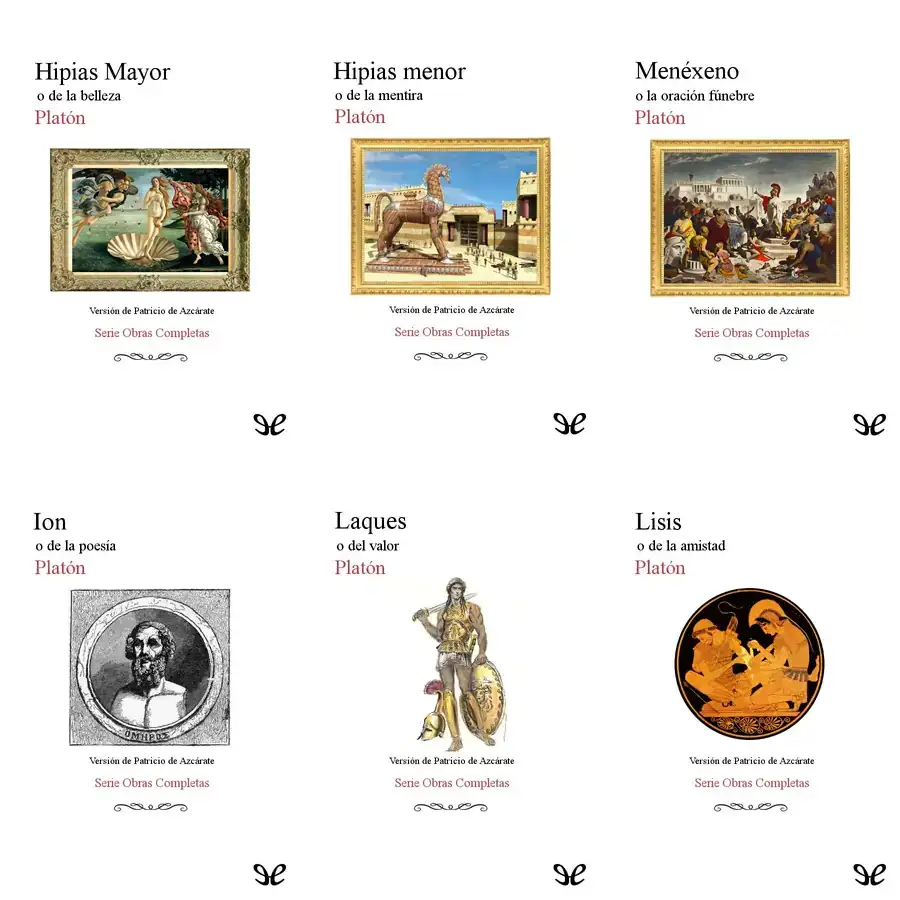 Hipias Mayor
o de la belleza
Platón
Versión de Patricio de Azcárate
Serie Obras Completas
Hipias menor
o de la mentira
Platón
Versión de Patricio de Azcárate
Serie Obras Completas
Menéxeno
o la oración fúnebre
Platón
Versión de Patricio de Azcárate
Serie Obras Completas
Ion
o de la poesía
Platón
ΟΜΗΡΟΣ
Versión de Patricio de Azcárate
Serie Obras Completas
Laques
o del valor
Platón
Versión de Patricio de Azcárate
Serie Obras Completas
Lisis
o de la amistad
Platón
Versión de Patricio de Azcárate
Serie Obras Completas